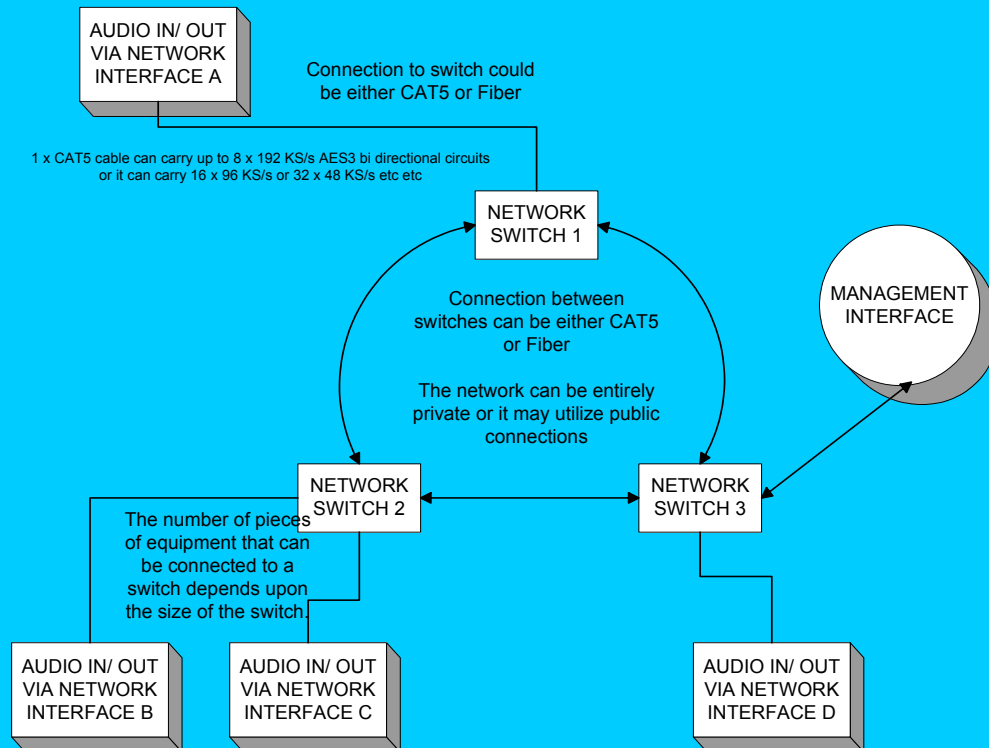 AUDIO IN/ OUT
VIA NETWORK
INTERFACE A
Connection to switch could
be either CAT5 or Fiber
1 x CAT5 cable can carry up to 8 x 192 KS/s AES3 bi directional circuits
or it can carry 16 x 96 KS/s or 32 x 48 KS/s etc etc
NETWORK
SWITCH 1
MANAGEMENT
INTERFACE
Connection between
switches can be either CAT5
or Fiber
The network can be entirely
private or it may utilize public
connections
NETWORK
SWITCH 2
NETWORK
SWITCH 3
The number of pieces
of equipment that can
be connected to a
switch depends upon
the size of the switch.
AUDIO IN/ OUT
VIA NETWORK
INTERFACE B
AUDIO IN/ OUT
VIA NETWORK
INTERFACE C
AUDIO IN/ OUT
VIA NETWORK
INTERFACE D